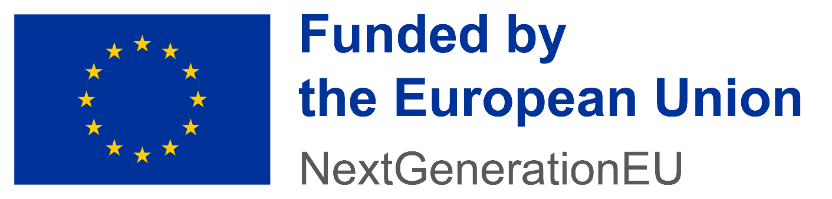 Funded by
the European Union
NextGenerationEU